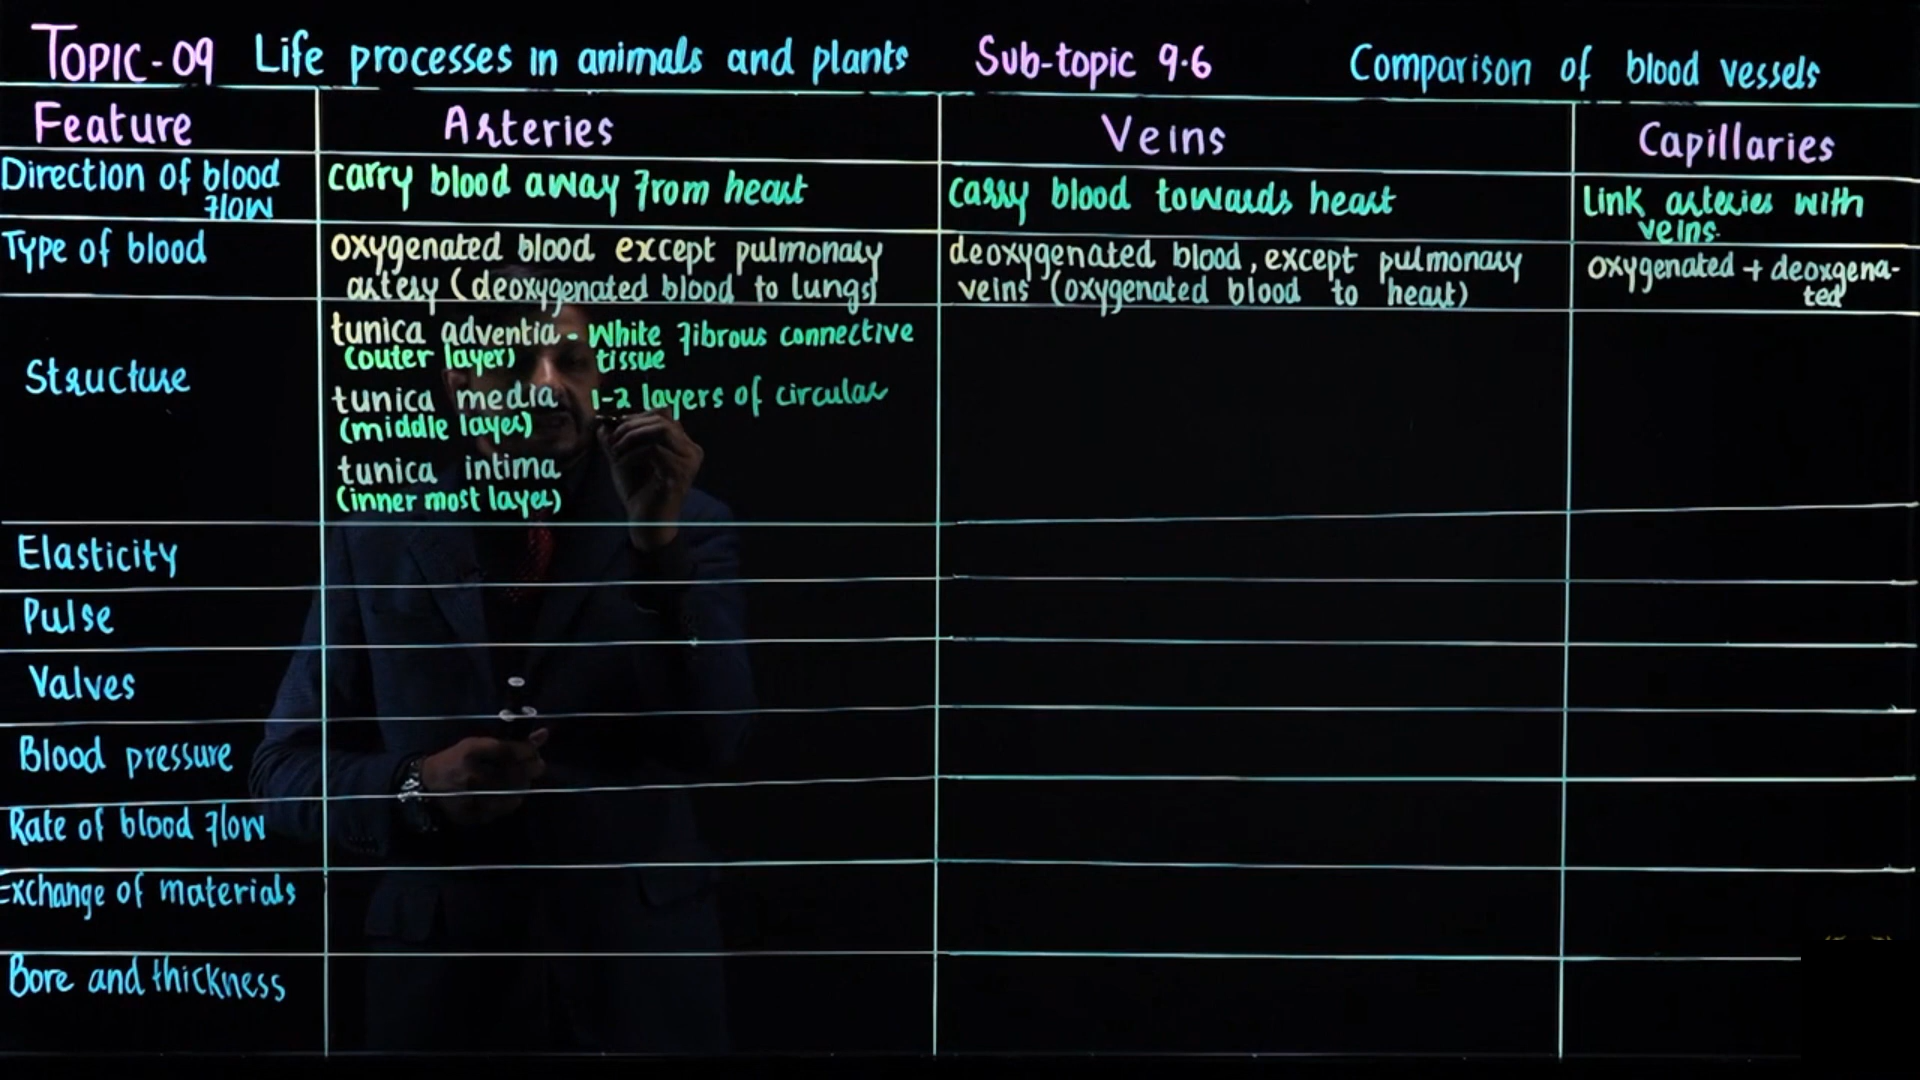 TOPIC-09 Life processes in animals and plants Sub-topic 9.6 Comparison of blood vessels
Feature Arteries Veins Capillaries
Direction of blood flow carry blood away from heart carry blood towards heart Link arteries with veins.
Type of blood oxygenated blood except pulmonary artery (deoxygenated blood to lungs) deoxygenated blood, except pulmonary veins (oxygenated blood to heart) oxygenated + deoxgena-ted
Structure
tunica adventia - White fibrous connective
(outer layer) tissue
tunica media 1-2 layers of circular
(middle layer)
tunica intima
(inner most layer)
Elasticity
Pulse
Valves
Blood pressure
Rate of blood flow
Exchange of materials
Bore and thickness